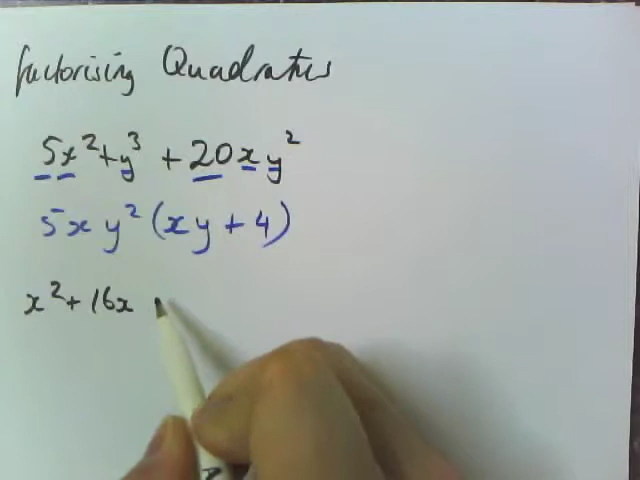 factorising Quadratics
5x²+y³ + 20xy²
5xy²(xy+4)
x²+16x